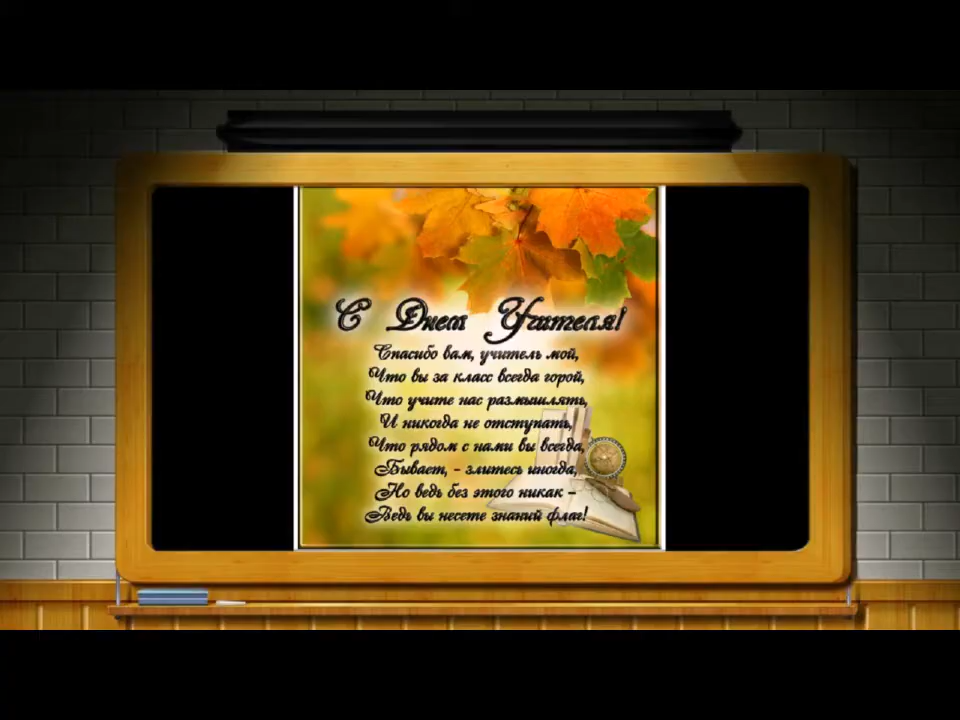 С Днем Учителя!
Спасибо вам, учитель мой,
Что вы за класс всегда горой,
Что учите нас размышлять,
И никогда не отступать,
Что рядом с нами вы всегда,
Бывает, - злитесь иногда,
Но ведь без этого никак –
Ведь вы несете знаний флаг!